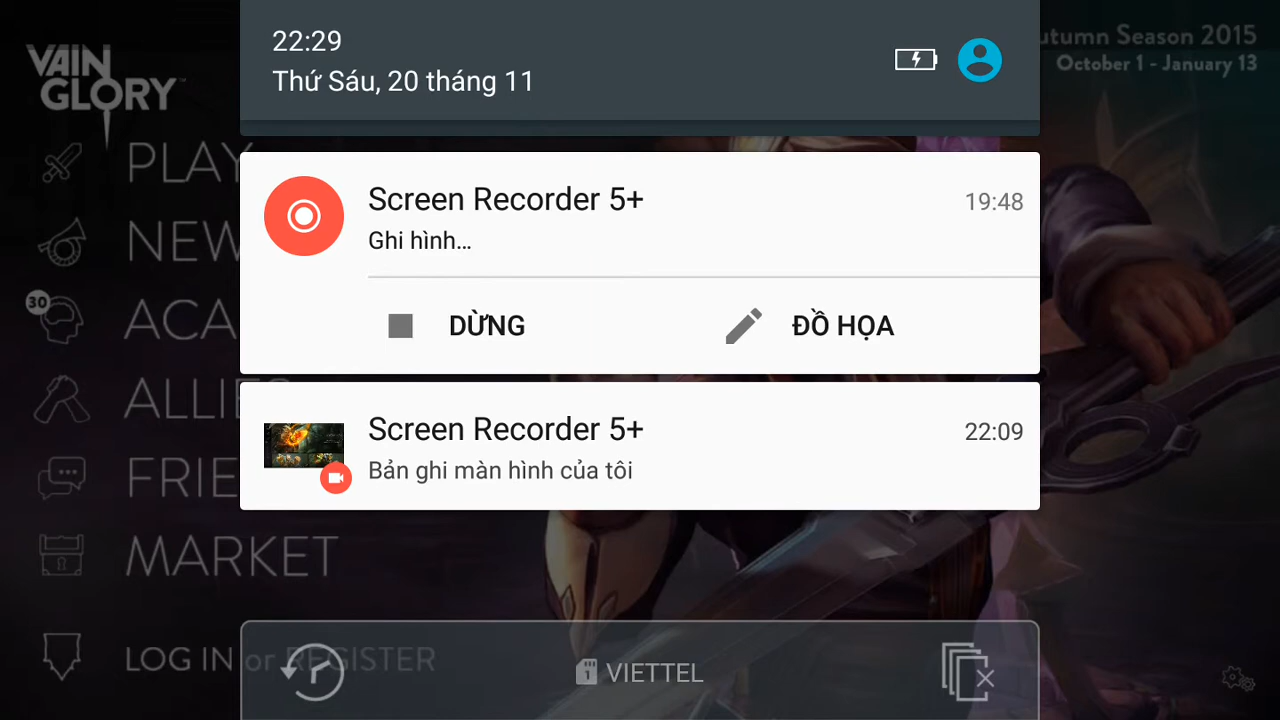 VAIN
GLORY
22:29
Thứ Sáu, 20 tháng 11
utumn Season 2015
October 1 - January 13
PLAY
NEW
30
ACA
ALLIE
FRIE
MARKET
LOG IN or REGISTER
Screen Recorder 5+
19:48
Ghi hình...
DỪNG
ĐỒ HỌA
Screen Recorder 5+
22:09
Bản ghi màn hình của tôi
1
VIETTEL